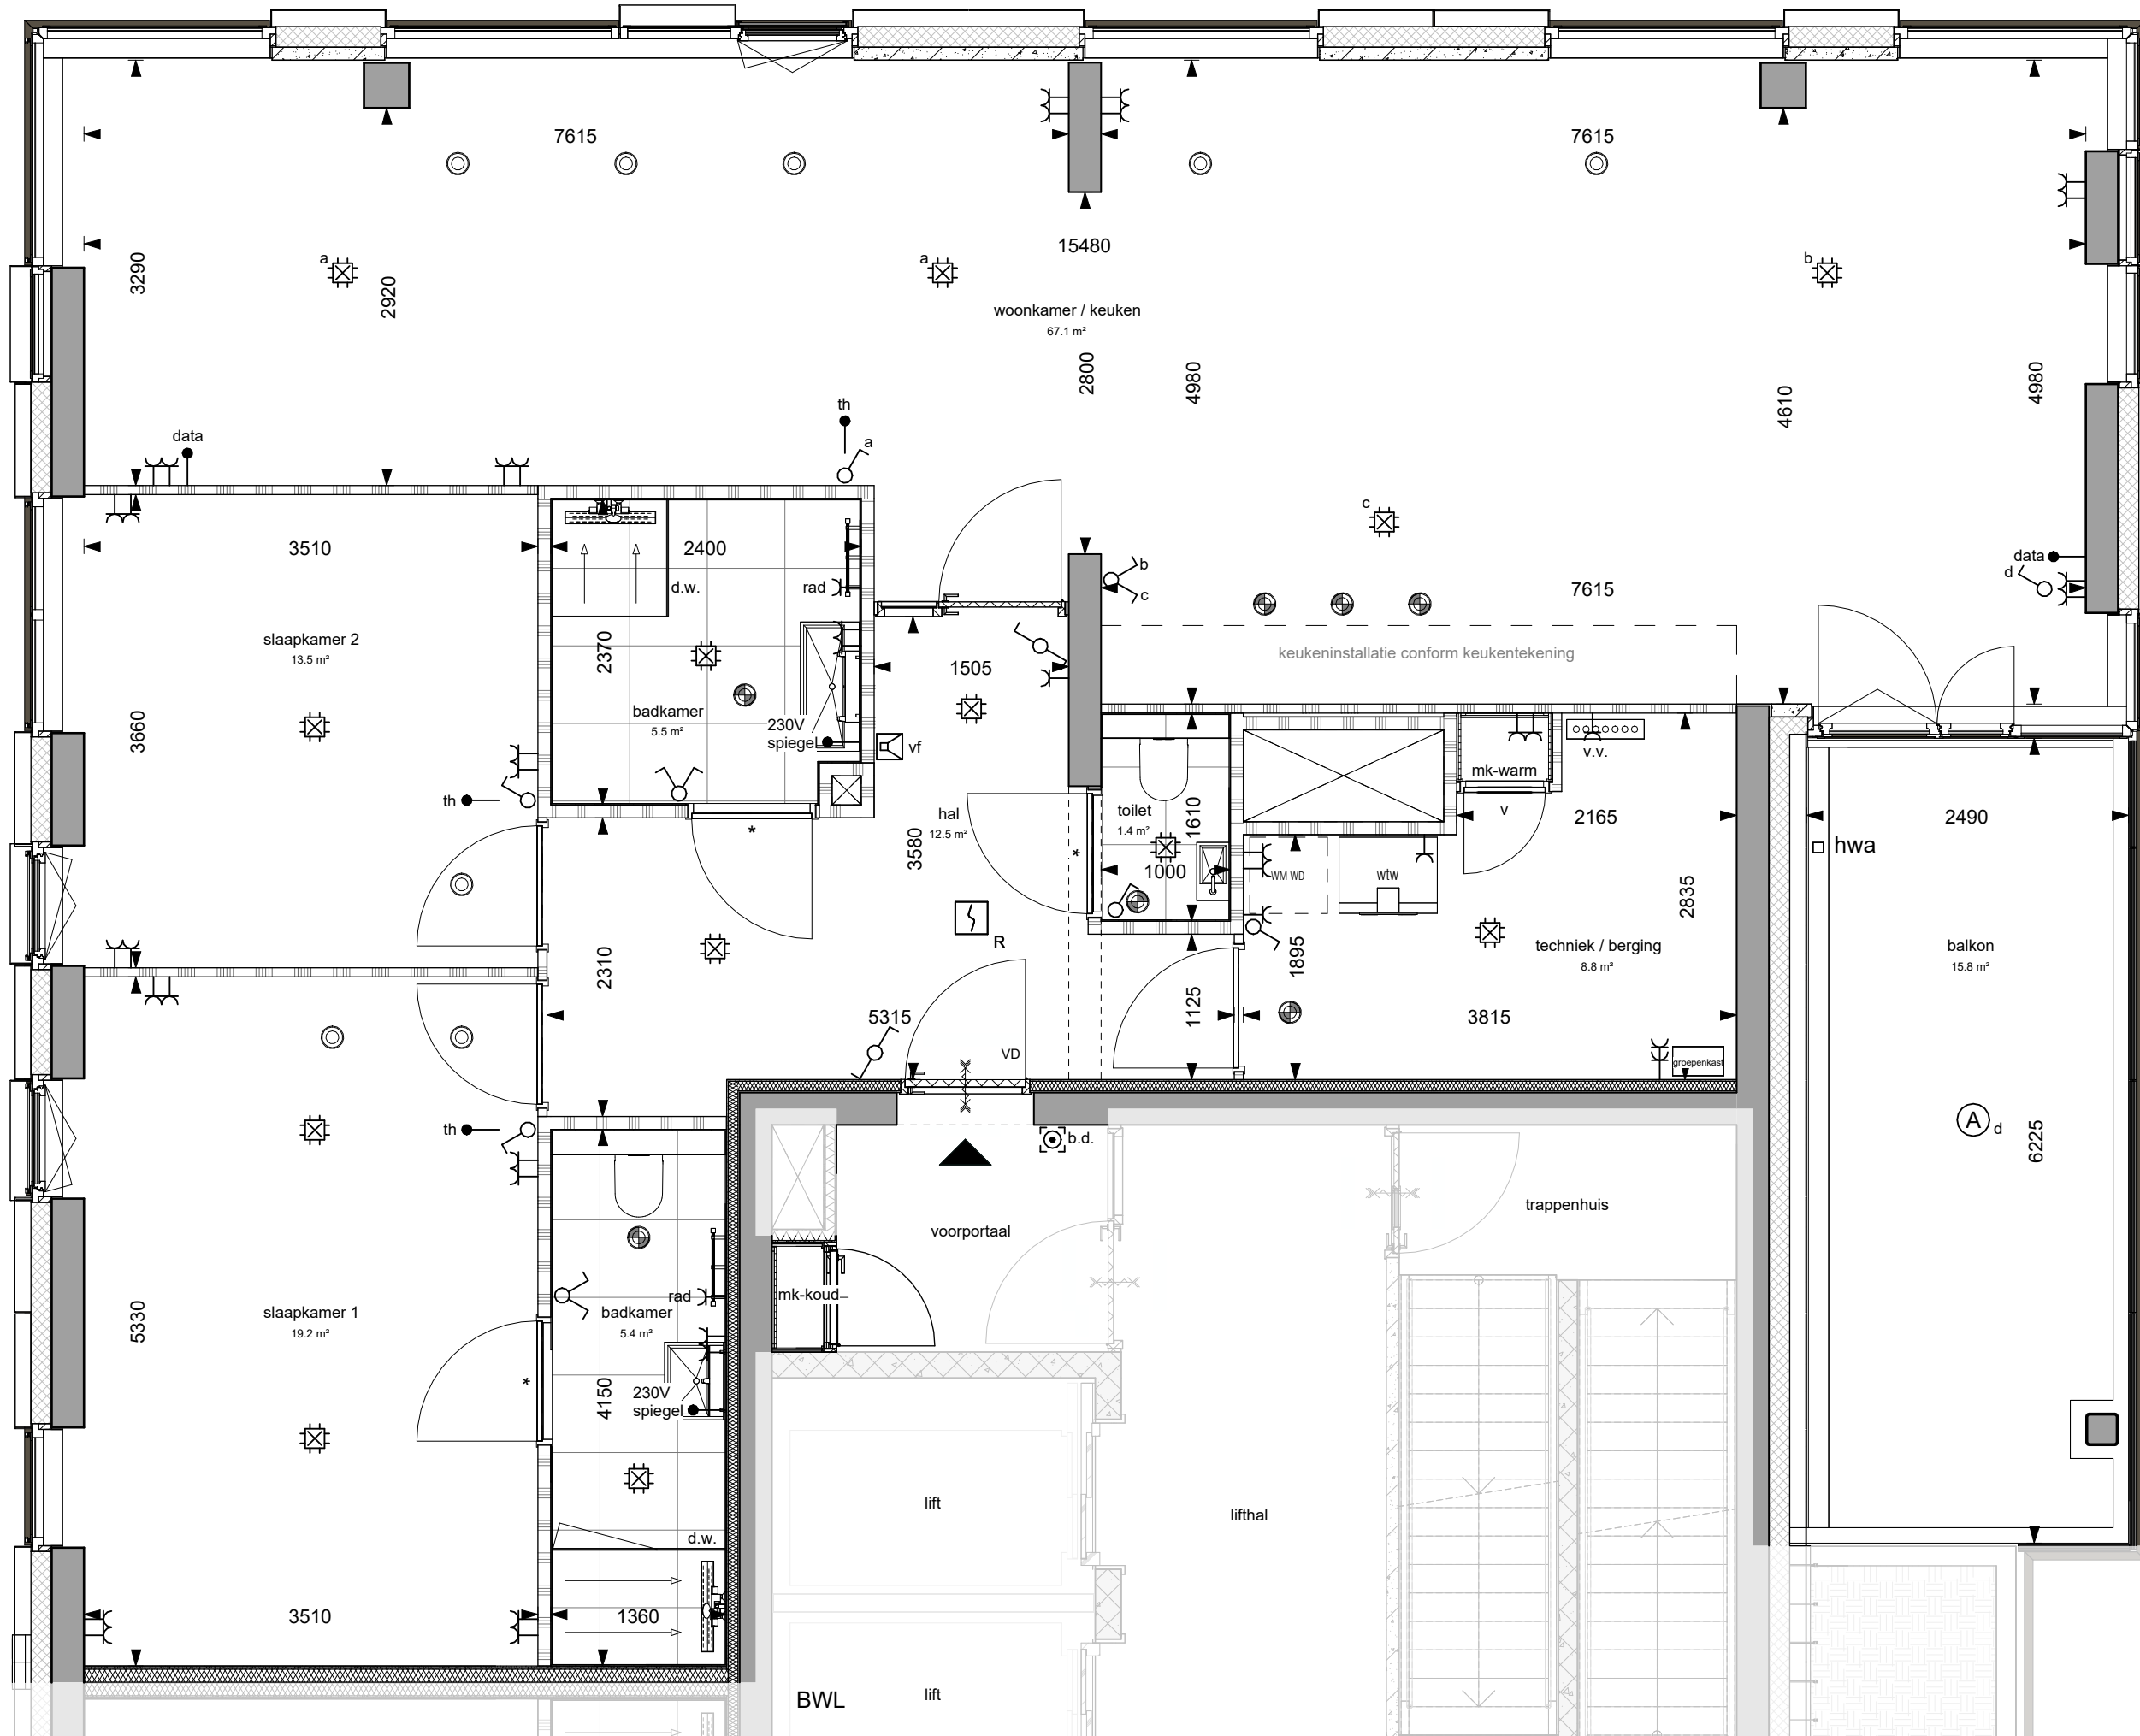 7615
7615
15480
a
a
b
3290
2920
woonkamer / keuken
67.1 m²
2800
4980
4610
4980
th
a
data
c
3510
2400
d.w.
rad
b
c
data
d
7615
slaapkamer 2
13.5 m²
2370
1505
keukeninstallatie conform keukentekening
3660
badkamer
5.5 m²
230V
spiegel
vf
v.v.
mk-warm
th
hal
12.5 m²
toilet
1.4 m²
1610
v
2165
2490
*
3580
*
1000
WM WD
wtw
hwa
2835
R
2310
1895
techniek / berging
8.8 m²
balkon
15.8 m²
5315
1125
3815
VD
groepenkast
th
b.d.
A
d
6225
voorportaal
trappenhuis
slaapkamer 1
19.2 m²
5330
rad
badkamer
5.4 m²
mk-koud
*
4150
230V
spiegel
lift
lifthal
d.w.
3510
1360
BWL
lift